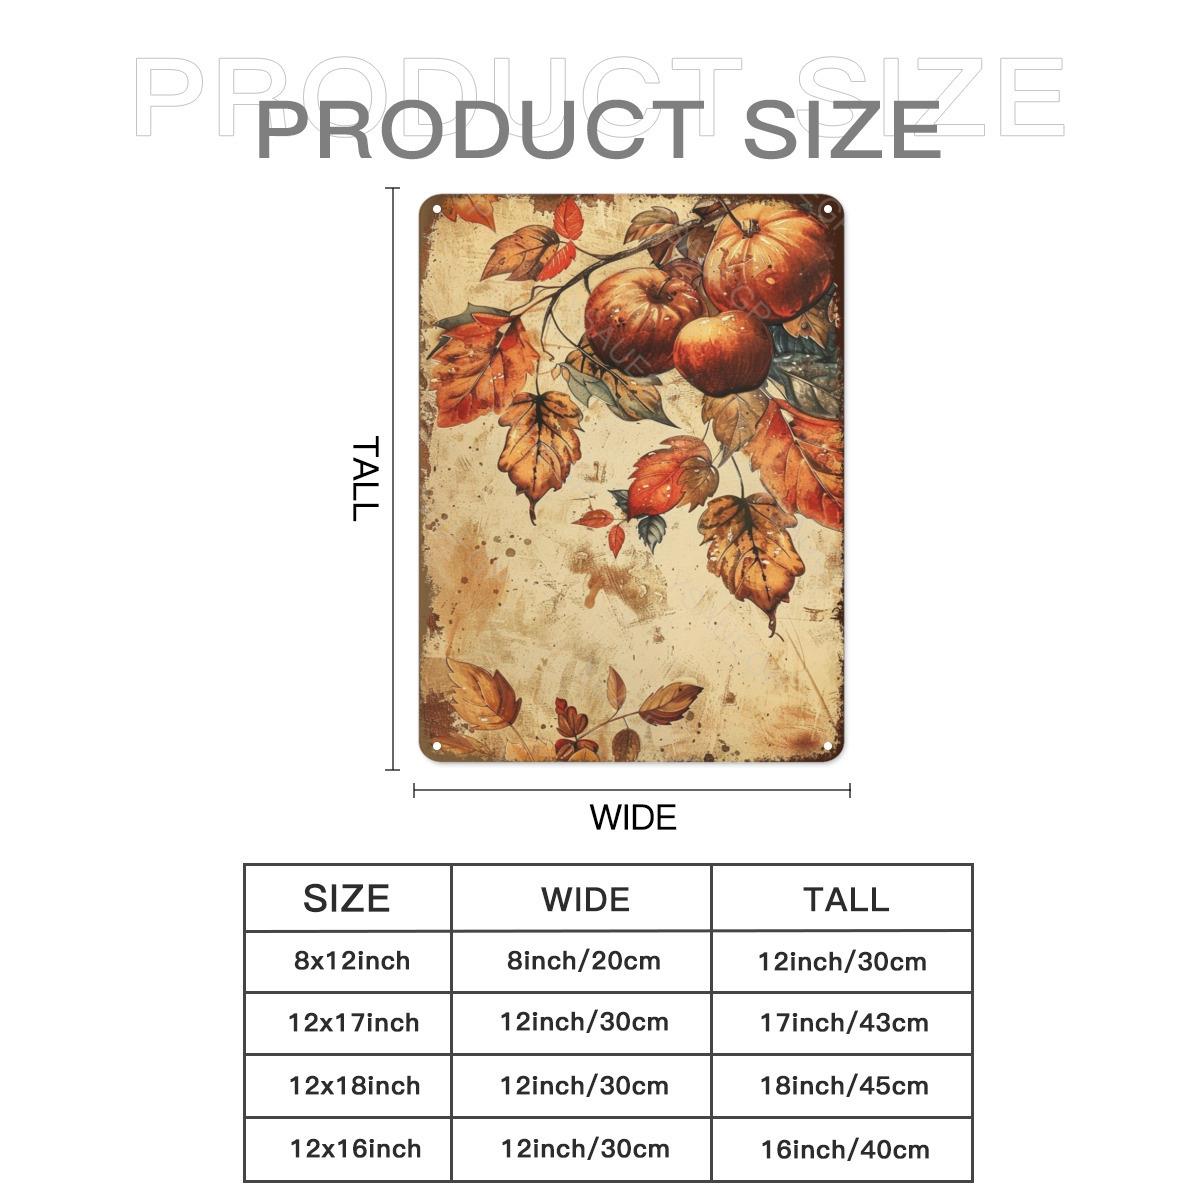 PRODUCT SIZE
PRODUCT SIZE
TALL
WIDE
SIZE WIDE TALL
8x12inch 8inch/20cm 12inch/30cm
12x17inch 12inch/30cm 17inch/43cm
12x18inch 12inch/30cm 18inch/45cm
12x16inch 12inch/30cm 16inch/40cm